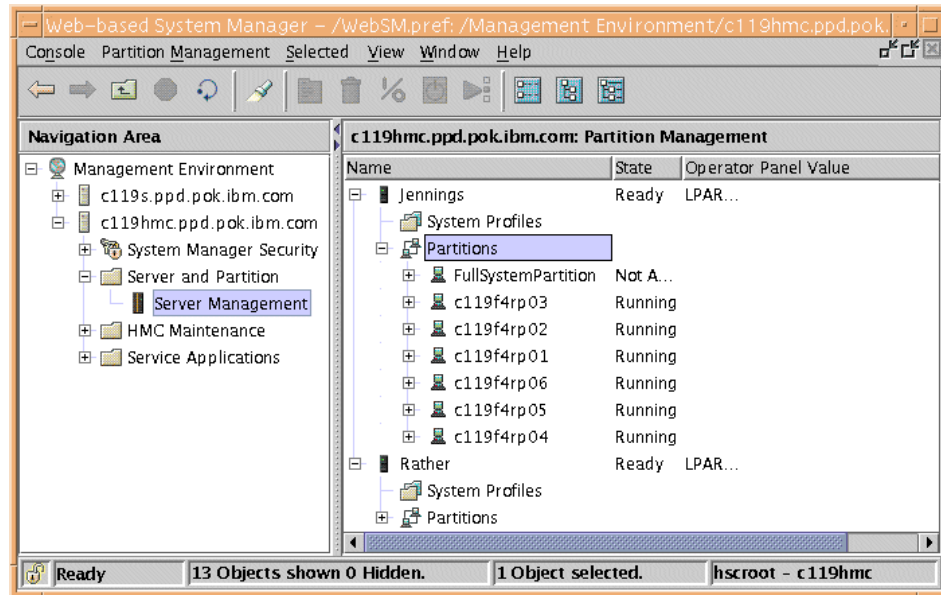 Web-based System Manager - /WebSM.pref: /Management Environment/c119hmc.ppd.pok.
Console Partition Management Selected View Window Help
Navigation Area
c119hmc.ppd.pok.ibm.com: Partition Management
Management Environment
c119s.ppd.pok.ibm.com
c119hmc.ppd.pok.ibm.com
System Manager Security
Server and Partition
Server Management
HMC Maintenance
Service Applications
Name State Operator Panel Value
Jennings Ready LPAR...
System Profiles
Partitions
FullSystemPartition Not A...
c119f4rp03 Running
c119f4rp02 Running
c119f4rp01 Running
c119f4rp06 Running
c119f4rp05 Running
c119f4rp04 Running
Rather Ready LPAR...
System Profiles
Partitions
Ready 13 Objects shown 0 Hidden. 1 Object selected. hscroot - c119hmc